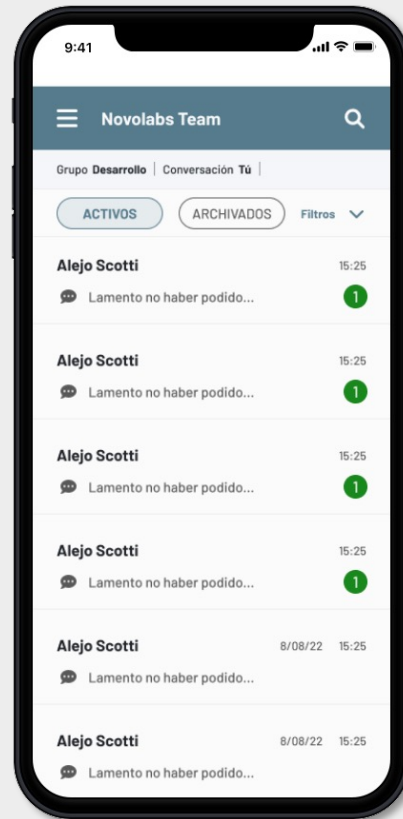 9:41
Novolabs Team
Grupo Desarrollo | Conversación Tú |
ACTIVOS ARCHIVADOS Filtros
Alejo Scotti 15:25
Lamento no haber podido... 1
Alejo Scotti 15:25
Lamento no haber podido... 1
Alejo Scotti 15:25
Lamento no haber podido... 1
Alejo Scotti 15:25
Lamento no haber podido... 1
Alejo Scotti 8/08/22 15:25
Lamento no haber podido...
Alejo Scotti 8/08/22 15:25
Lamento no haber podido...